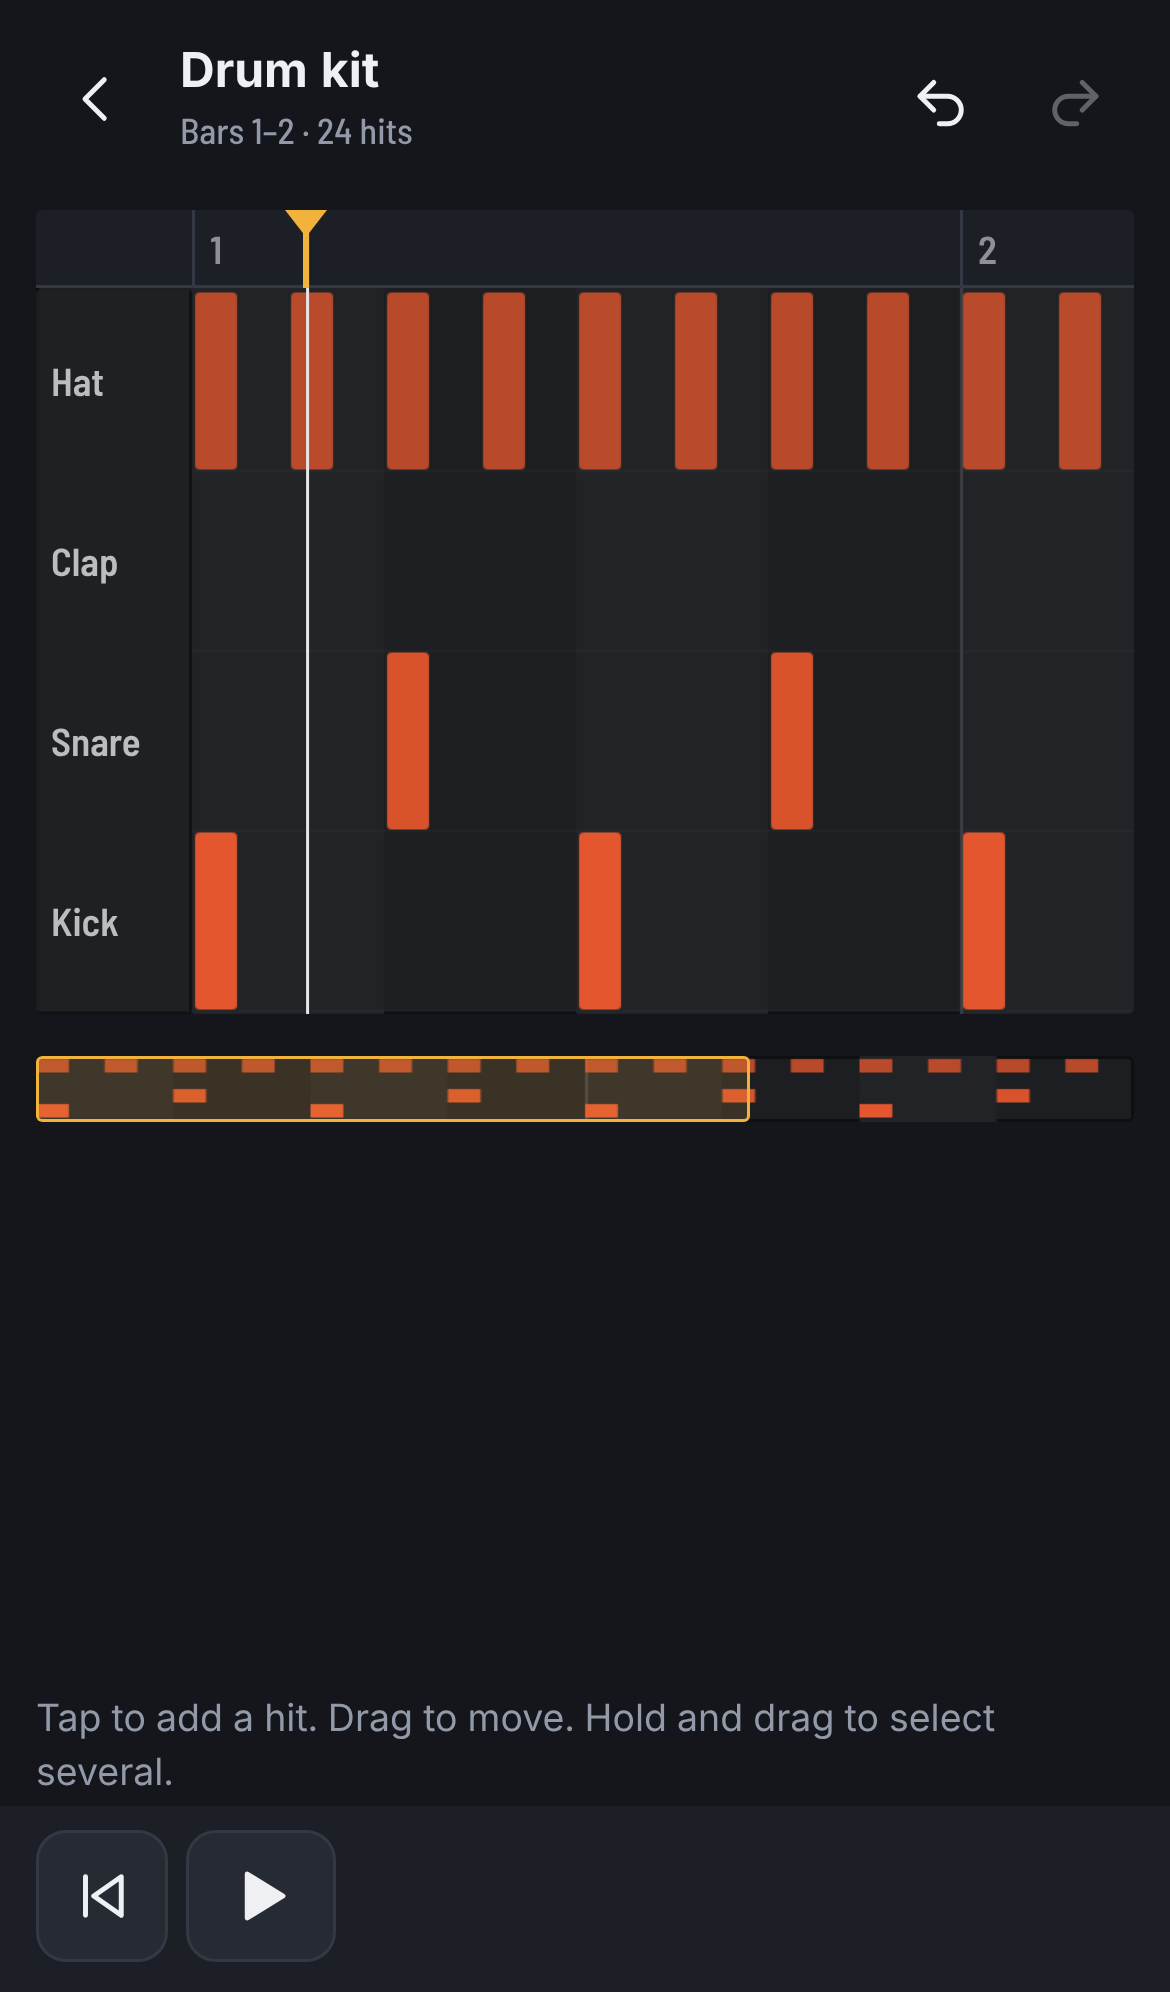 Drum kit
Bars 1–2 · 24 hits
1 2
Hat
Clap
Snare
Kick
Tap to add a hit. Drag to move. Hold and drag to select
several.